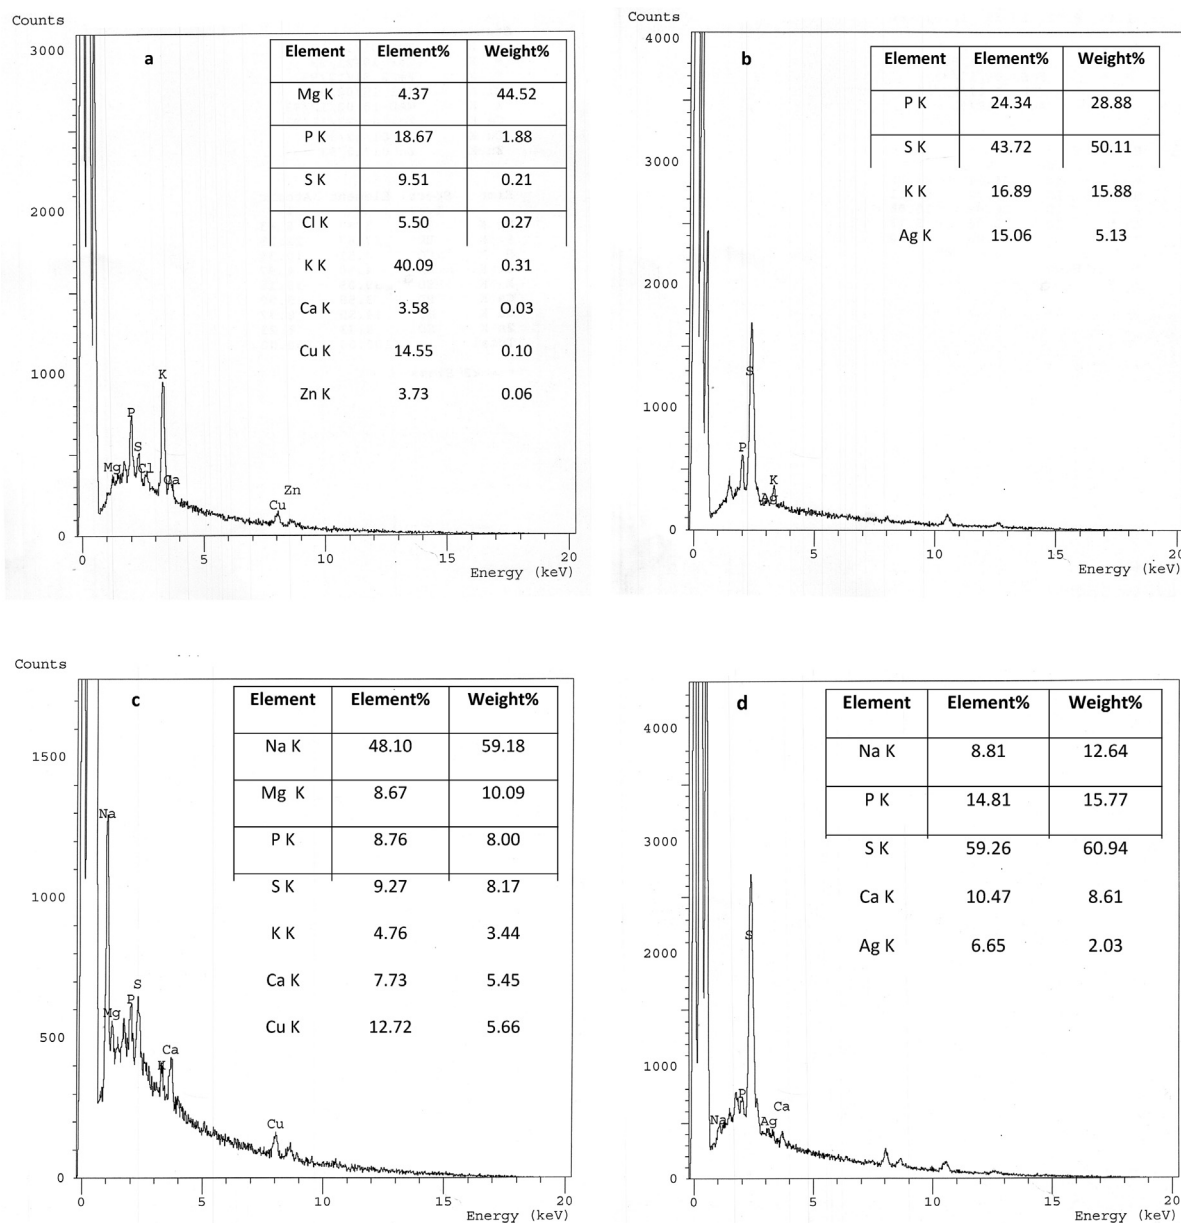 Counts
3000
2000
1000
0
a
Element Element% Weight%
Mg K 4.37 44.52
P K 18.67 1.88
S K 9.51 0.21
Cl K 5.50 0.27
K K 40.09 0.31
Ca K 3.58 O.03
Cu K 14.55 0.10
Zn K 3.73 0.06
K
P
S
Mg
Cl
Ca
Zn
Cu
0 5 10 15 20
Energy (keV)
Counts
4000
3000
2000
1000
0
b
Element Element% Weight%
P K 24.34 28.88
S K 43.72 50.11
K K 16.89 15.88
Ag K 15.06 5.13
S
P
K
Ag
0 5 10 15 20
Energy (keV)
Counts
1500
1000
500
0
c
Element Element% Weight%
Na K 48.10 59.18
Mg K 8.67 10.09
P K 8.76 8.00
S K 9.27 8.17
K K 4.76 3.44
Ca K 7.73 5.45
Cu K 12.72 5.66
Na
S
P
Mg
Ca
K
Cu
0 5 10 15 20
Energy (keV)
4000
3000
2000
1000
0
d
Element Element% Weight%
Na K 8.81 12.64
P K 14.81 15.77
S K 59.26 60.94
Ca K 10.47 8.61
Ag K 6.65 2.03
S
P
Ca
Na
Ag
0 5 10 15 20
Energy (keV)